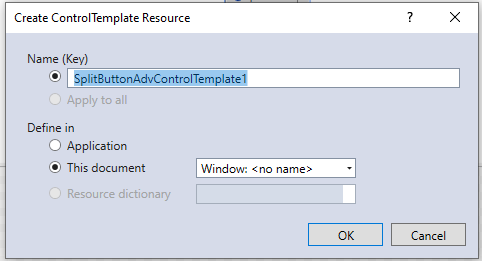 Create ControlTemplate Resource
? ×
Name (Key)
SplitButtonAdvControlTemplate1
Apply to all
Define in
Application
This document Window: <no name>
Resource dictionary
OK Cancel